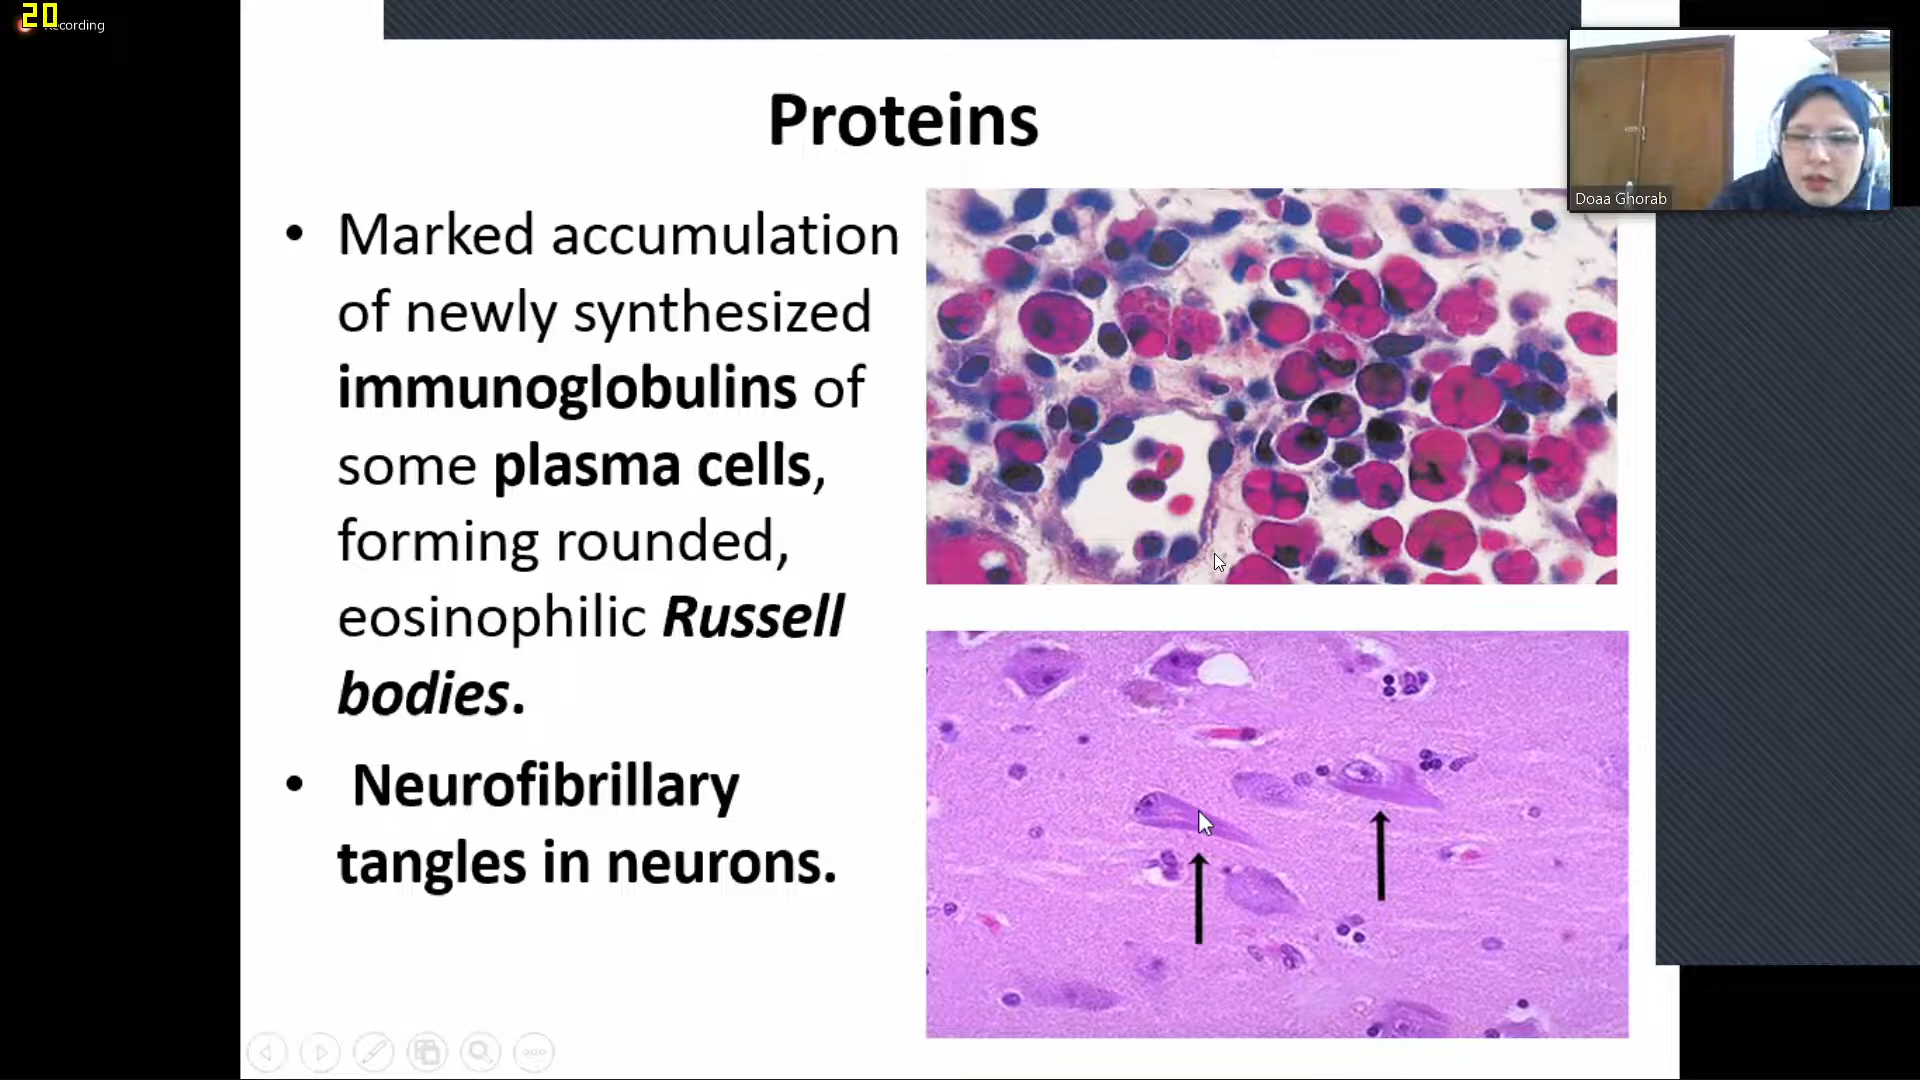 20
Recording
Proteins
Doaa Ghorab
• Marked accumulation
of newly synthesized
immunoglobulins of
some plasma cells,
forming rounded,
eosinophilic Russell
bodies.
• Neurofibrillary
tangles in neurons.